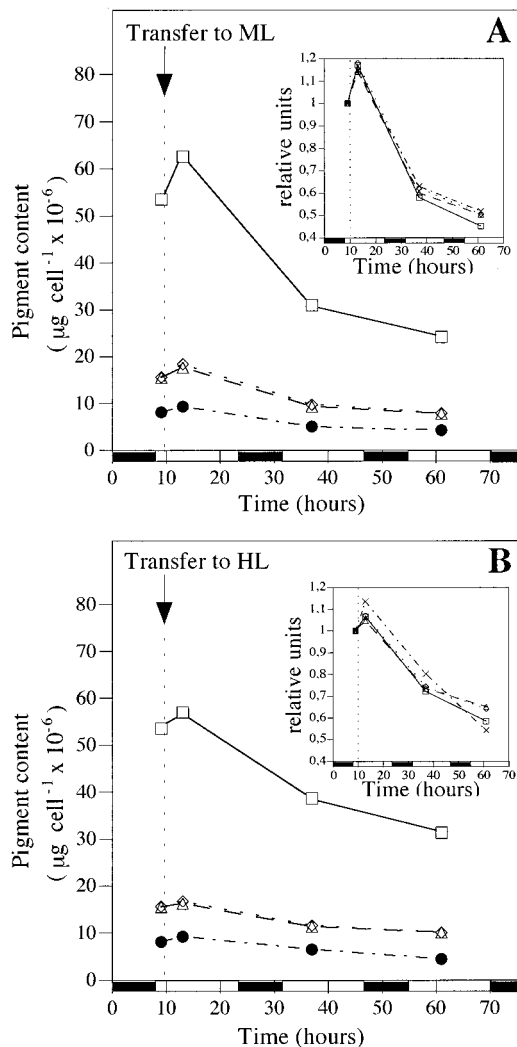 Transfer to ML
A
80
70
60
50
40
30
20
10
0
Pigment content
( µg cell -1 x 10-6 )
0 10 20 30 40 50 60 70
Time (hours)
1,2
1,1
1
0,9
0,8
0,7
0,6
0,5
0,4
relative units
0 10 20 30 40 50 60 70
Time (hours)
Transfer to HL
B
80
70
60
50
40
30
20
10
0
Pigment content
( µg cell -1 x 10-6 )
0 10 20 30 40 50 60 70
Time (hours)
1,2
1,1
1
0,9
0,8
0,7
0,6
0,5
0,4
relative units
0 10 20 30 40 50 60 70
Time (hours)